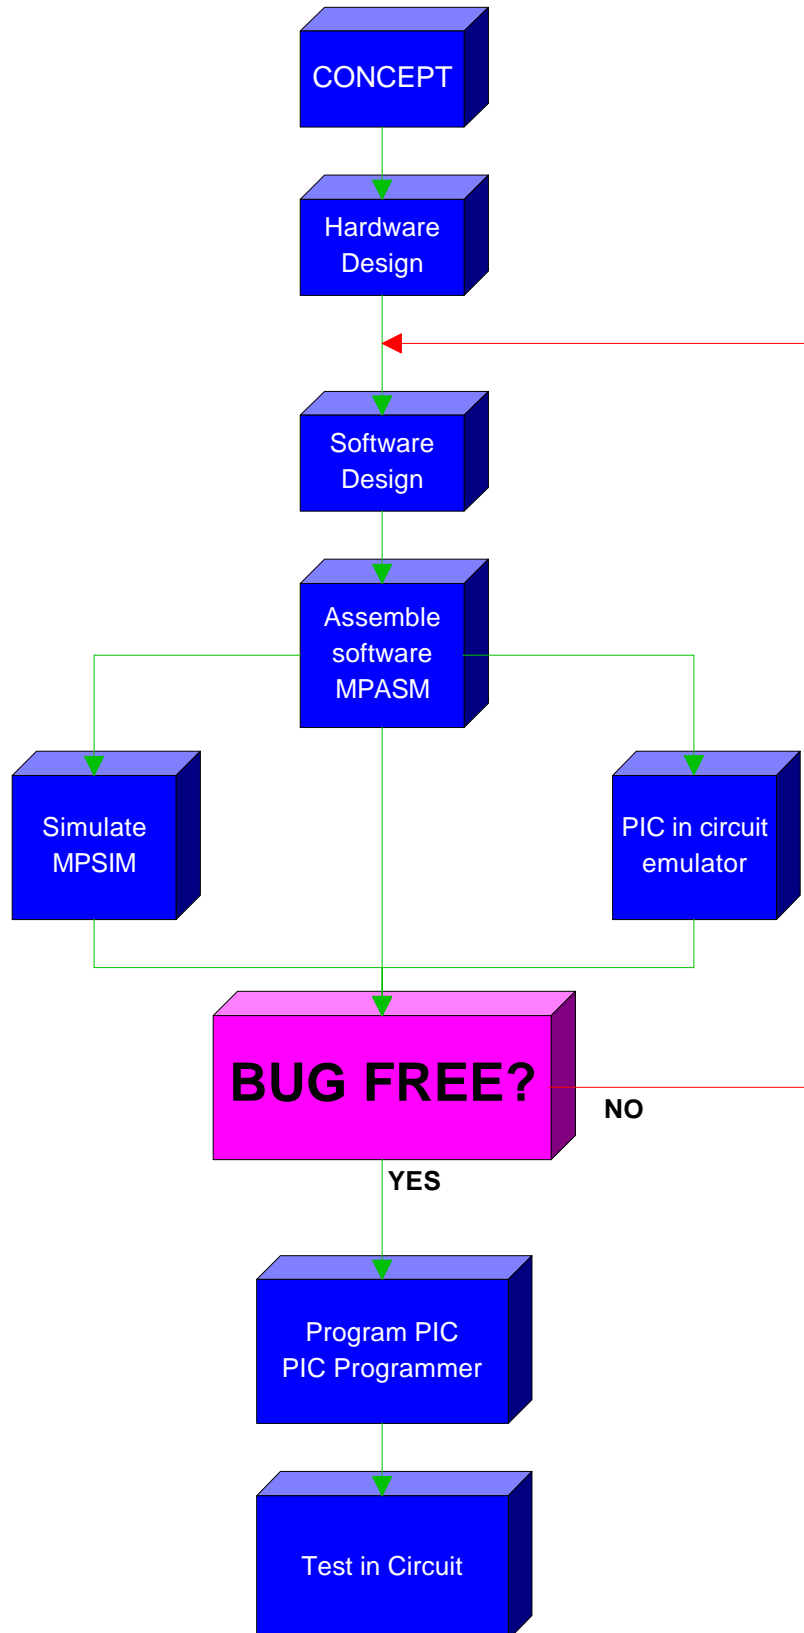 CONCEPT
Hardware
Design
Software
Design
Assemble
software
MPASM
Simulate
MPSIM
PIC in circuit
emulator
BUG FREE?
NO
YES
Program PIC
PIC Programmer
Test in Circuit